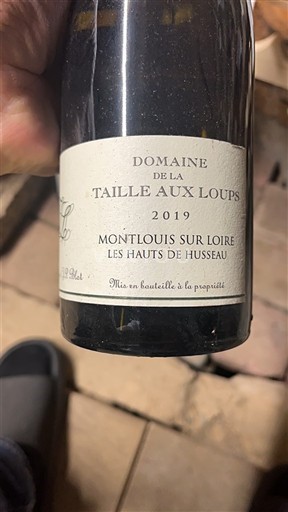 DOMAINE
DE LA
TAILLE AUX LOUPS
2019
MONTLOUIS SUR LOIRE
LES HAUTS DE HUSSEAU
Mis en bouteille à la propriété
J.P. Blot